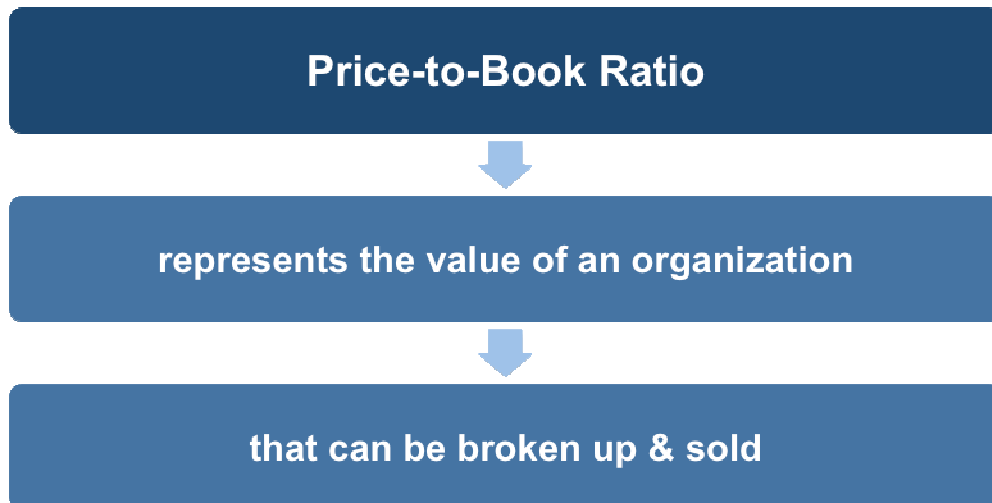 Price-to-Book Ratio
represents the value of an organization
that can be broken up & sold